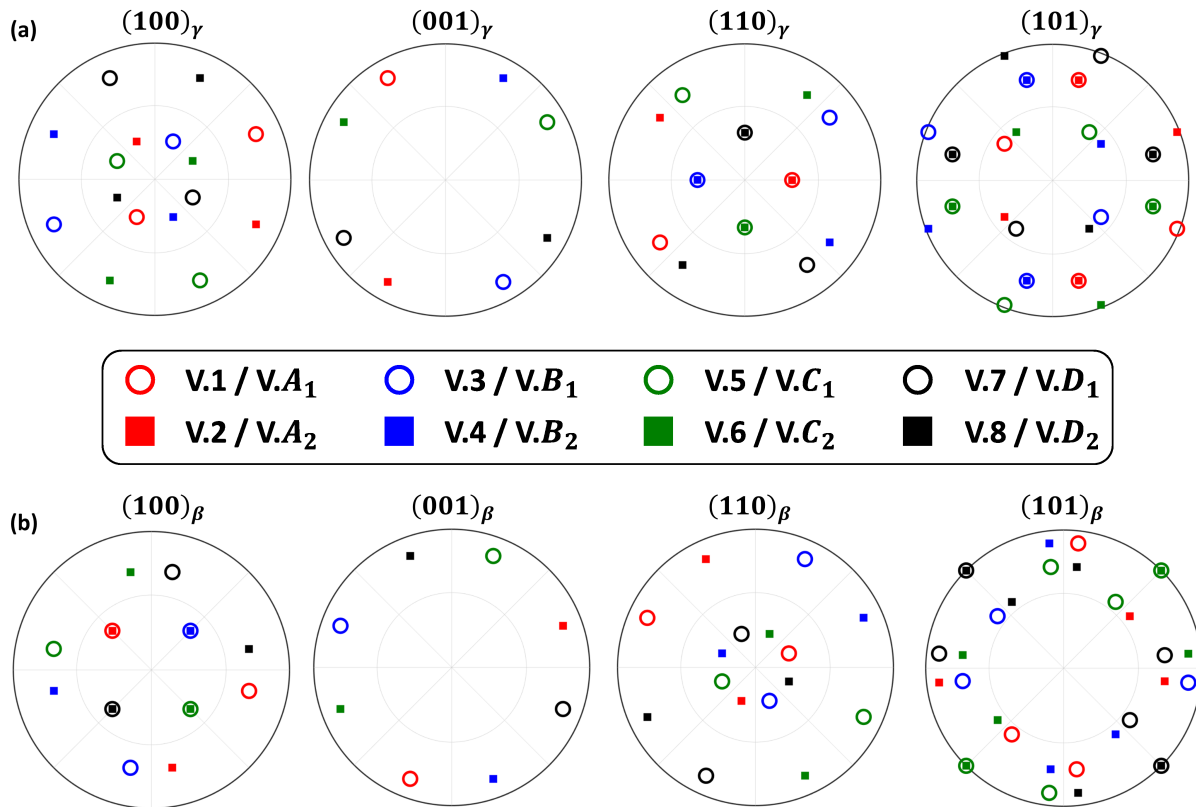 (a)
(100)γ (001)γ (110)γ (101)γ
V.1 / V.A₁ V.3 / V.B₁ V.5 / V.C₁ V.7 / V.D₁
V.2 / V.A₂ V.4 / V.B₂ V.6 / V.C₂ V.8 / V.D₂
(b)
(100)β (001)β (110)β (101)β